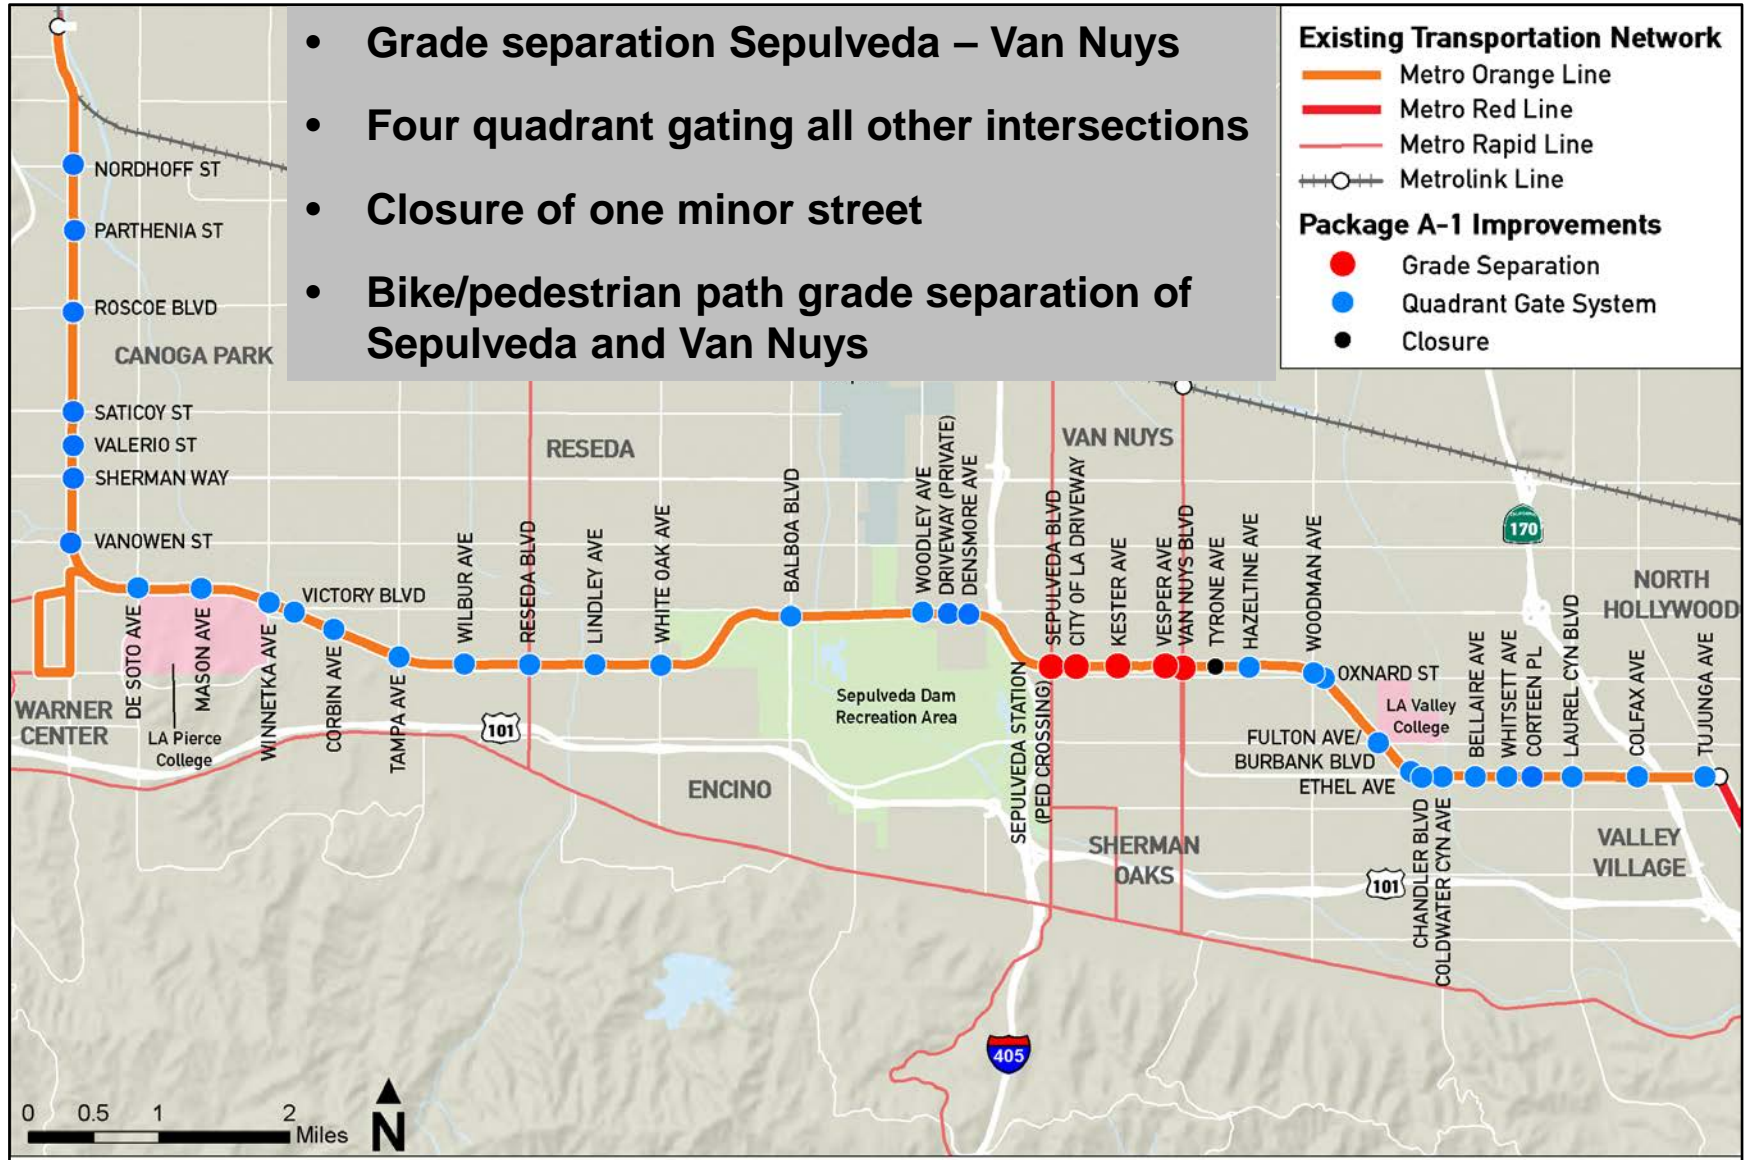 • Grade separation Sepulveda – Van Nuys
• Four quadrant gating all other intersections
• Closure of one minor street
• Bike/pedestrian path grade separation of
Sepulveda and Van Nuys
Existing Transportation Network
Metro Orange Line
Metro Red Line
Metro Rapid Line
Metrolink Line
Package A-1 Improvements
Grade Separation
Quadrant Gate System
Closure
NORDHOFF ST
PARTHENIA ST
ROSCOE BLVD
CANOGA PARK
SATICOY ST
VALERIO ST
SHERMAN WAY
VANOWEN ST
RESEDA
VAN NUYS
CALIFORNIA
170
NORTH
HOLLYWOOD
DE SOTO AVE
MASON AVE
WINNETKA AVE
VICTORY BLVD
CORBIN AVE
TAMPA AVE
WILBUR AVE
RESEDA BLVD
LINDLEY AVE
WHITE OAK AVE
BALBOA BLVD
WOODLEY AVE
DRIVEWAY (PRIVATE)
DENSMORE AVE
SEPULVEDA STATION
(PED CROSSING)
SEPULVEDA BLVD
CITY OF LA DRIVEWAY
KESTER AVE
VESPER AVE
VAN NUYS BLVD
TYRONE AVE
HAZELTINE AVE
WOODMAN AVE
OXNARD ST
FULTON AVE/
BURBANK BLVD
ETHEL AVE
CHANDLER BLVD
COLDWATER CYN AVE
BELLAIRE AVE
WHITSETT AVE
CORTEEN PL
LAUREL CYN BLVD
COLFAX AVE
TUJUNGA AVE
WARNER
CENTER
LA Pierce
College
101
Sepulveda Dam
Recreation Area
LA Valley
College
ENCINO
SHERMAN
OAKS
101
VALLEY
VILLAGE
405
0 0.5 1 2
Miles
N